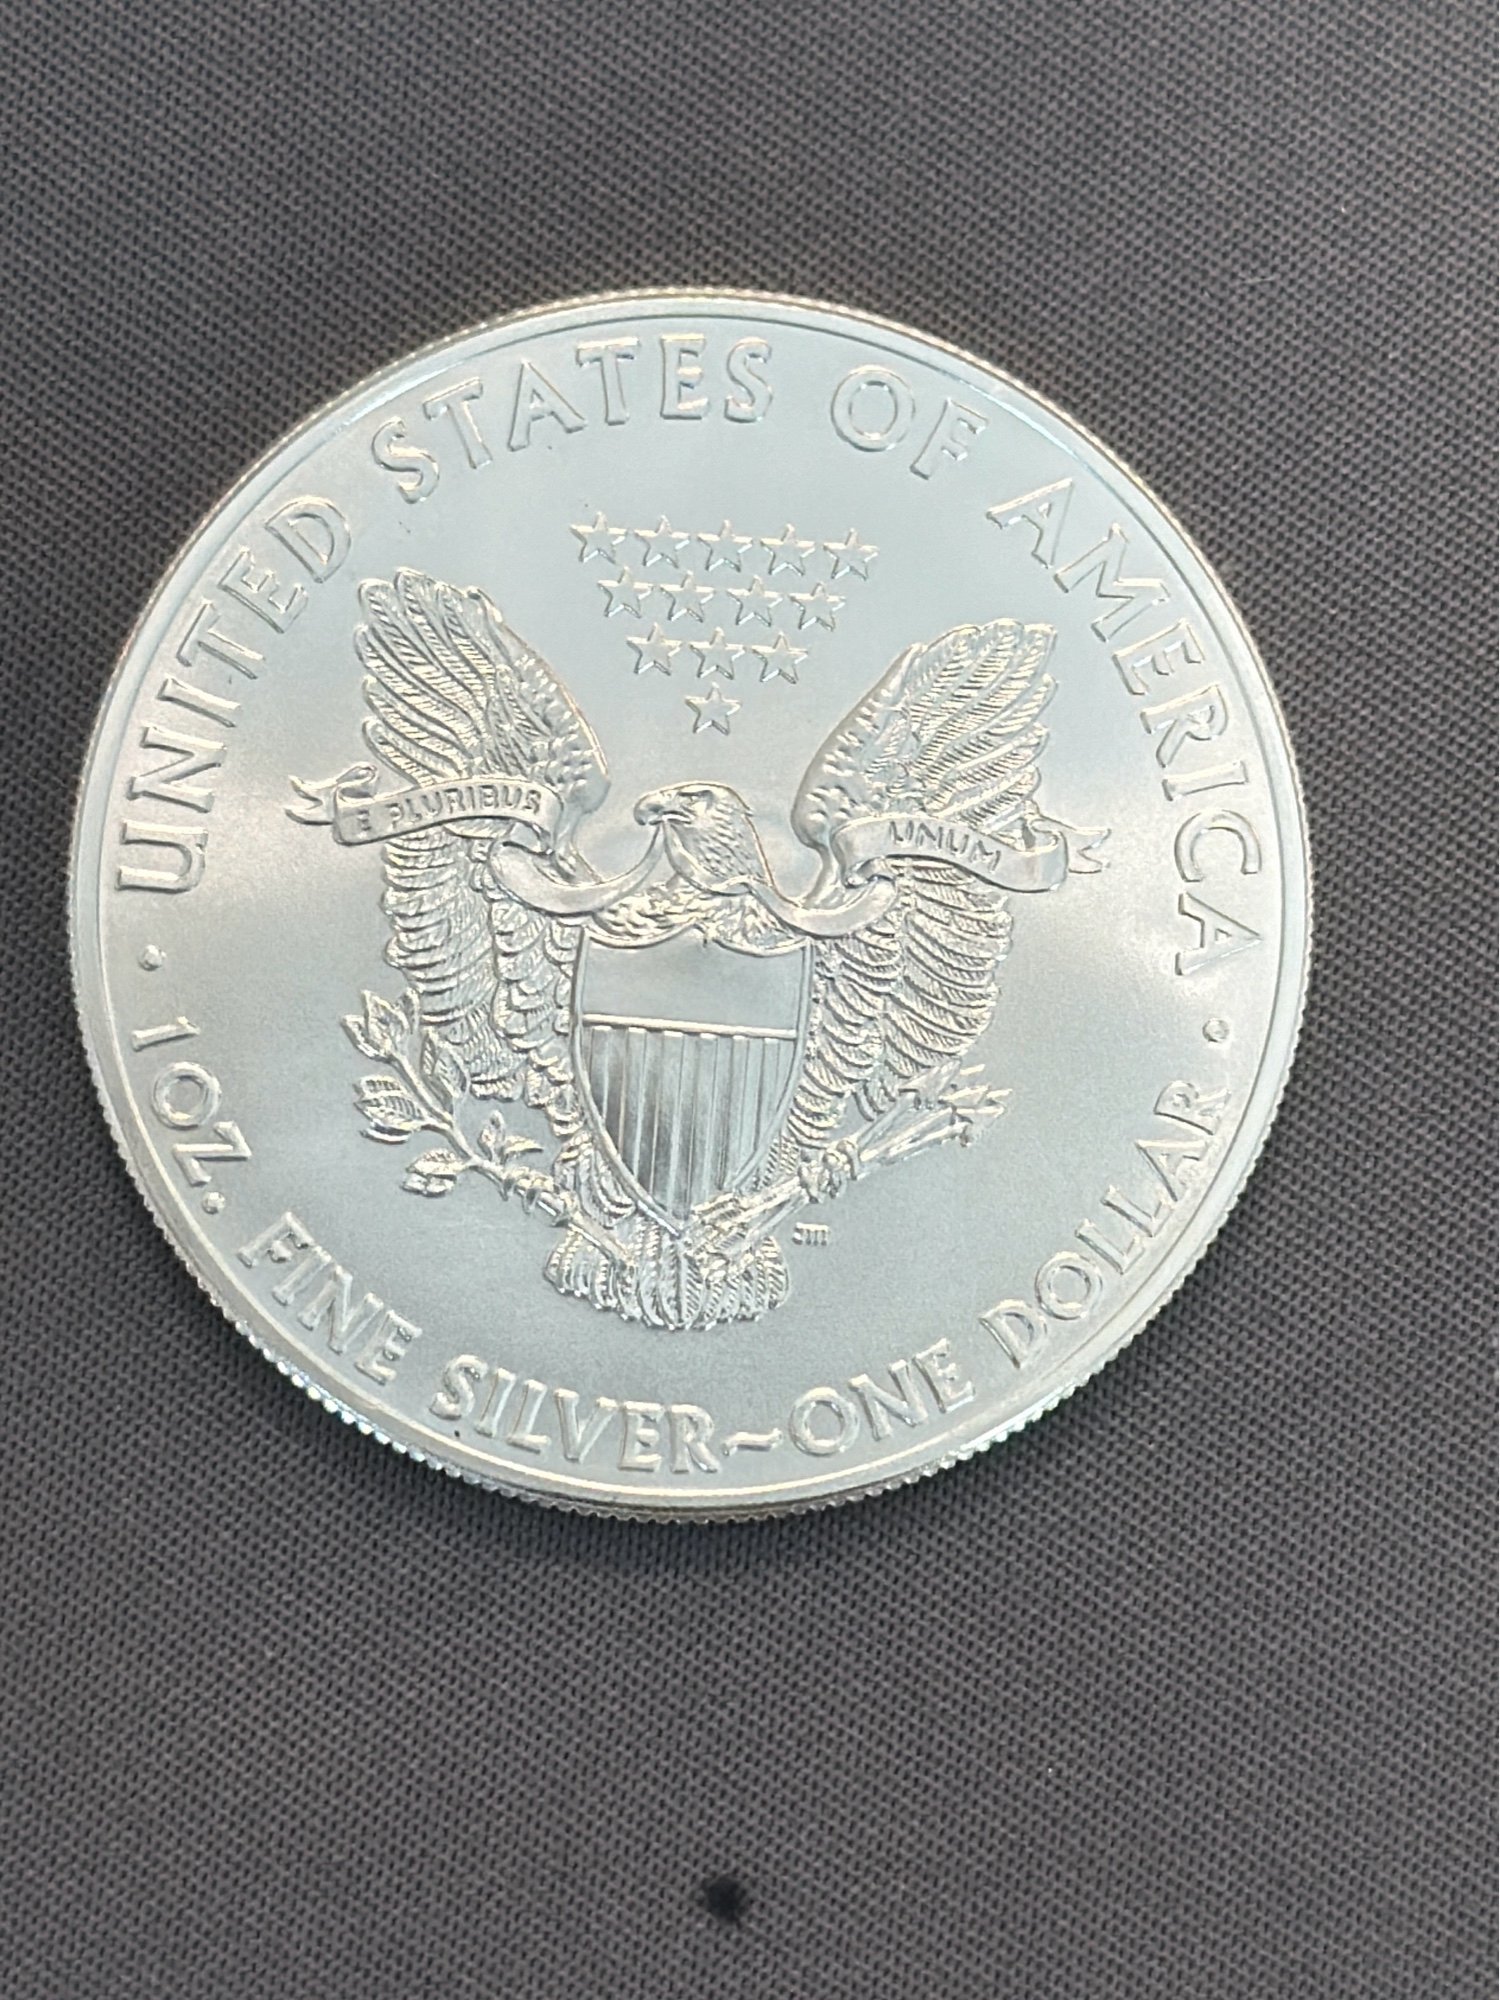 UNITED STATES OF AMERICA
E PLURIBUS UNUM
JM
· 1 OZ. FINE SILVER~ONE DOLLAR ·